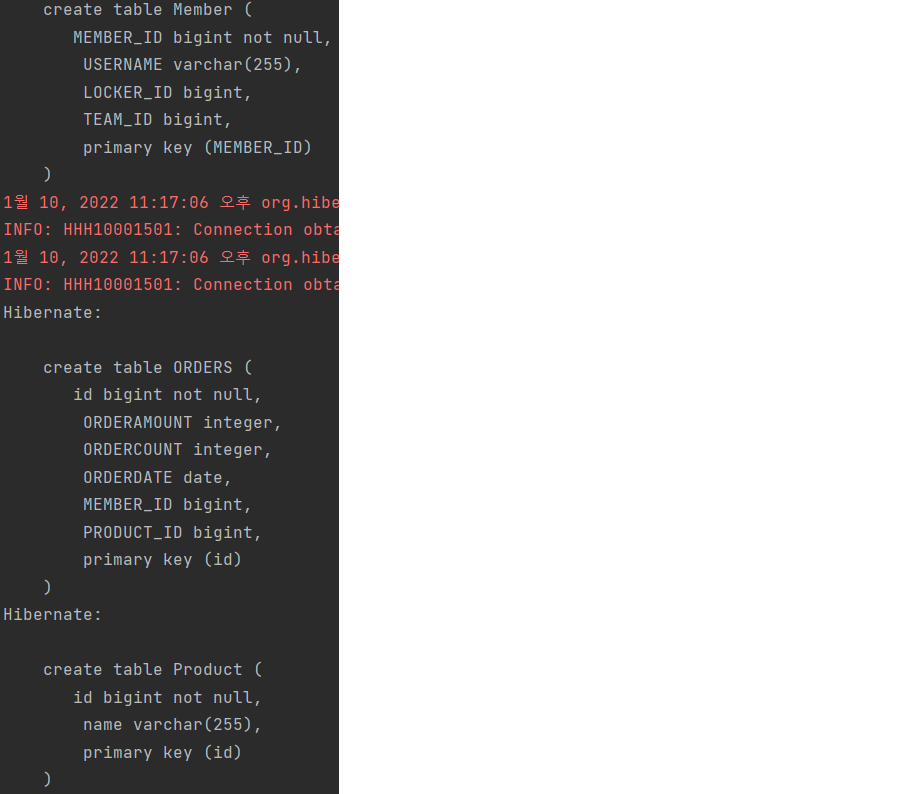 create table Member (
MEMBER_ID bigint not null,
USERNAME varchar(255),
LOCKER_ID bigint,
TEAM_ID bigint,
primary key (MEMBER_ID)
)
1월 10, 2022 11:17:06 오후 org.hibe
INFO: HHH10001501: Connection obta
1월 10, 2022 11:17:06 오후 org.hibe
INFO: HHH10001501: Connection obta
Hibernate:
create table ORDERS (
id bigint not null,
ORDERAMOUNT integer,
ORDERCOUNT integer,
ORDERDATE date,
MEMBER_ID bigint,
PRODUCT_ID bigint,
primary key (id)
)
Hibernate:
create table Product (
id bigint not null,
name varchar(255),
primary key (id)
)